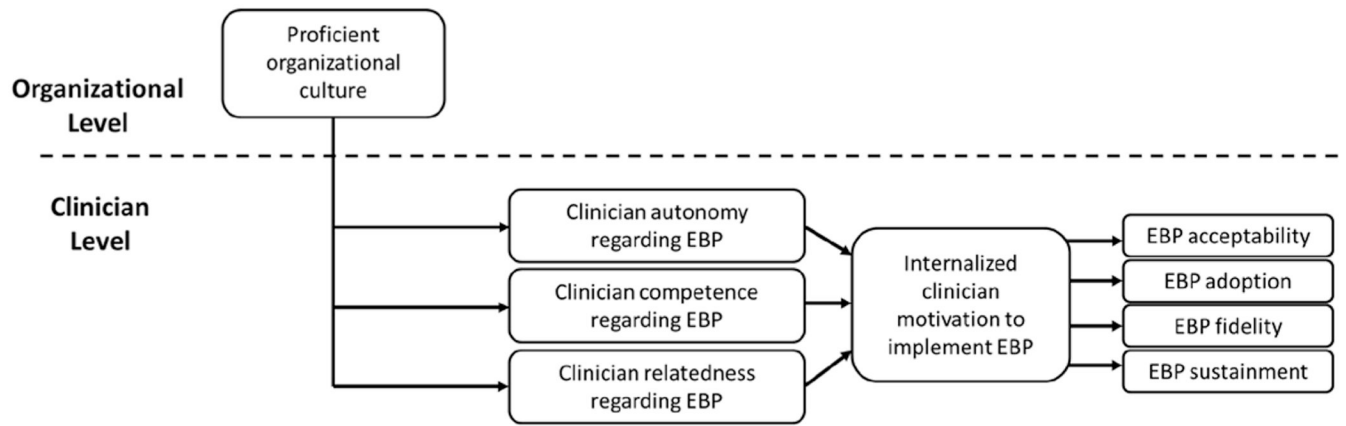 Proficient
organizational
culture
Organizational
Level
Clinician
Level
Clinician autonomy
regarding EBP
Clinician competence
regarding EBP
Clinician relatedness
regarding EBP
Internalized
clinician
motivation to
implement EBP
EBP acceptability
EBP adoption
EBP fidelity
EBP sustainment